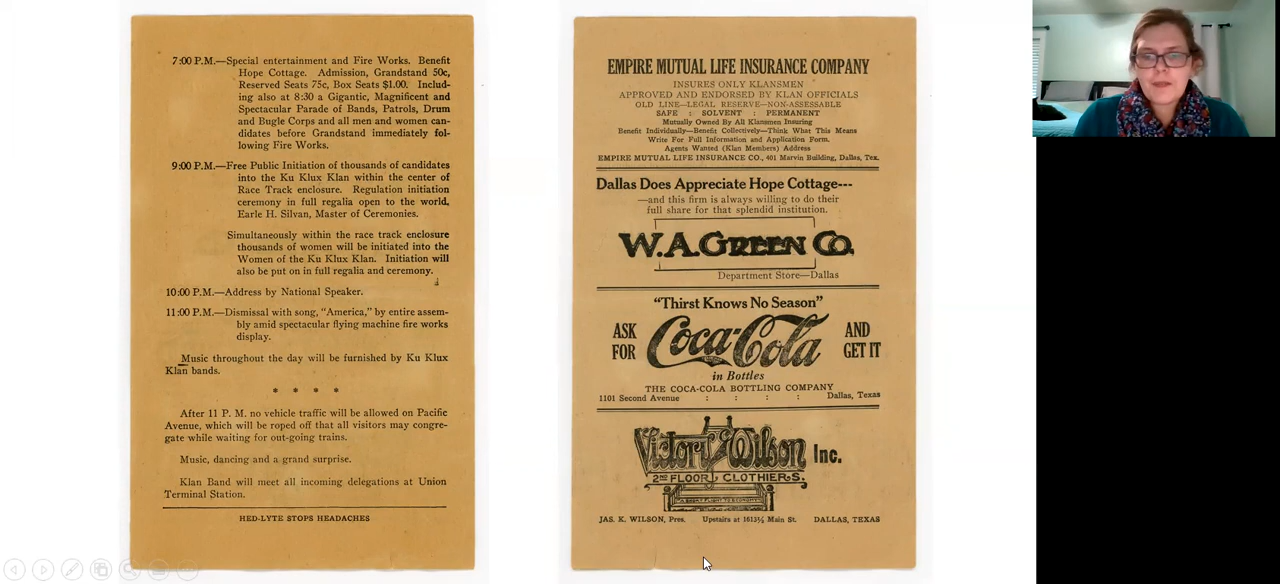 7:00 P.M.—Special entertainment and Fire Works. Benefit
Hope Cottage. Admission, Grandstand 50c,
Reserved Seats 75c, Box Seats $1.00. Includ-
ing also at 8:30 a Gigantic, Magnificent and
Spectacular Parade of Bands, Patrols, Drum
and Bugle Corps and all men and women can-
didates before Grandstand immediately fol-
lowing Fire Works.
9:00 P.M.—Free Public Initiation of thousands of candidates
into the Ku Klux Klan within the center of
Race Track enclosure. Regulation initiation
ceremony in full regalia open to the world.
Earle H. Silvan, Master of Ceremonies.
Simultaneously within the race track enclosure
thousands of women will be initiated into the
Women of the Ku Klux Klan. Initiation will
also be put on in full regalia and ceremony.
10:00 P.M.—Address by National Speaker.
11:00 P.M.—Dismissal with song, "America," by entire assem-
bly amid spectacular flying machine fire works
display.
Music throughout the day will be furnished by Ku Klux
Klan bands.
* * * *
After 11 P. M. no vehicle traffic will be allowed on Pacific
Avenue, which will be roped off that all visitors may congre-
gate while waiting for out-going trains.
Music, dancing and a grand surprise.
Klan Band will meet all incoming delegations at Union
Terminal Station.
HED-LYTE STOPS HEADACHES
EMPIRE MUTUAL LIFE INSURANCE COMPANY
INSURES ONLY KLANSMEN
APPROVED AND ENDORSED BY KLAN OFFICIALS
OLD LINE—LEGAL RESERVE—NON-ASSESSABLE
SAFE : SOLVENT : PERMANENT
Mutually Owned By All Klansmen Insuring
Benefit Individually—Benefit Collectively—Think What This Means
Write For Full Information and Application Form.
Agents Wanted (Klan Members) Address
EMPIRE MUTUAL LIFE INSURANCE CO., 401 Marvin Building, Dallas, Tex.
Dallas Does Appreciate Hope Cottage---
—and this firm is always willing to do their
full share for that splendid institution.
W.A.GREEN CO.
Department Store—Dallas
"Thirst Knows No Season"
ASK FOR
Coca-Cola
AND GET IT
in Bottles
THE COCA-COLA BOTTLING COMPANY
1101 Second Avenue : : : : Dallas, Texas
Victory Wilson Inc.
2ND FLOOR CLOTHIERS.
JAS. K. WILSON, Pres. Upstairs at 1613½ Main St. DALLAS, TEXAS